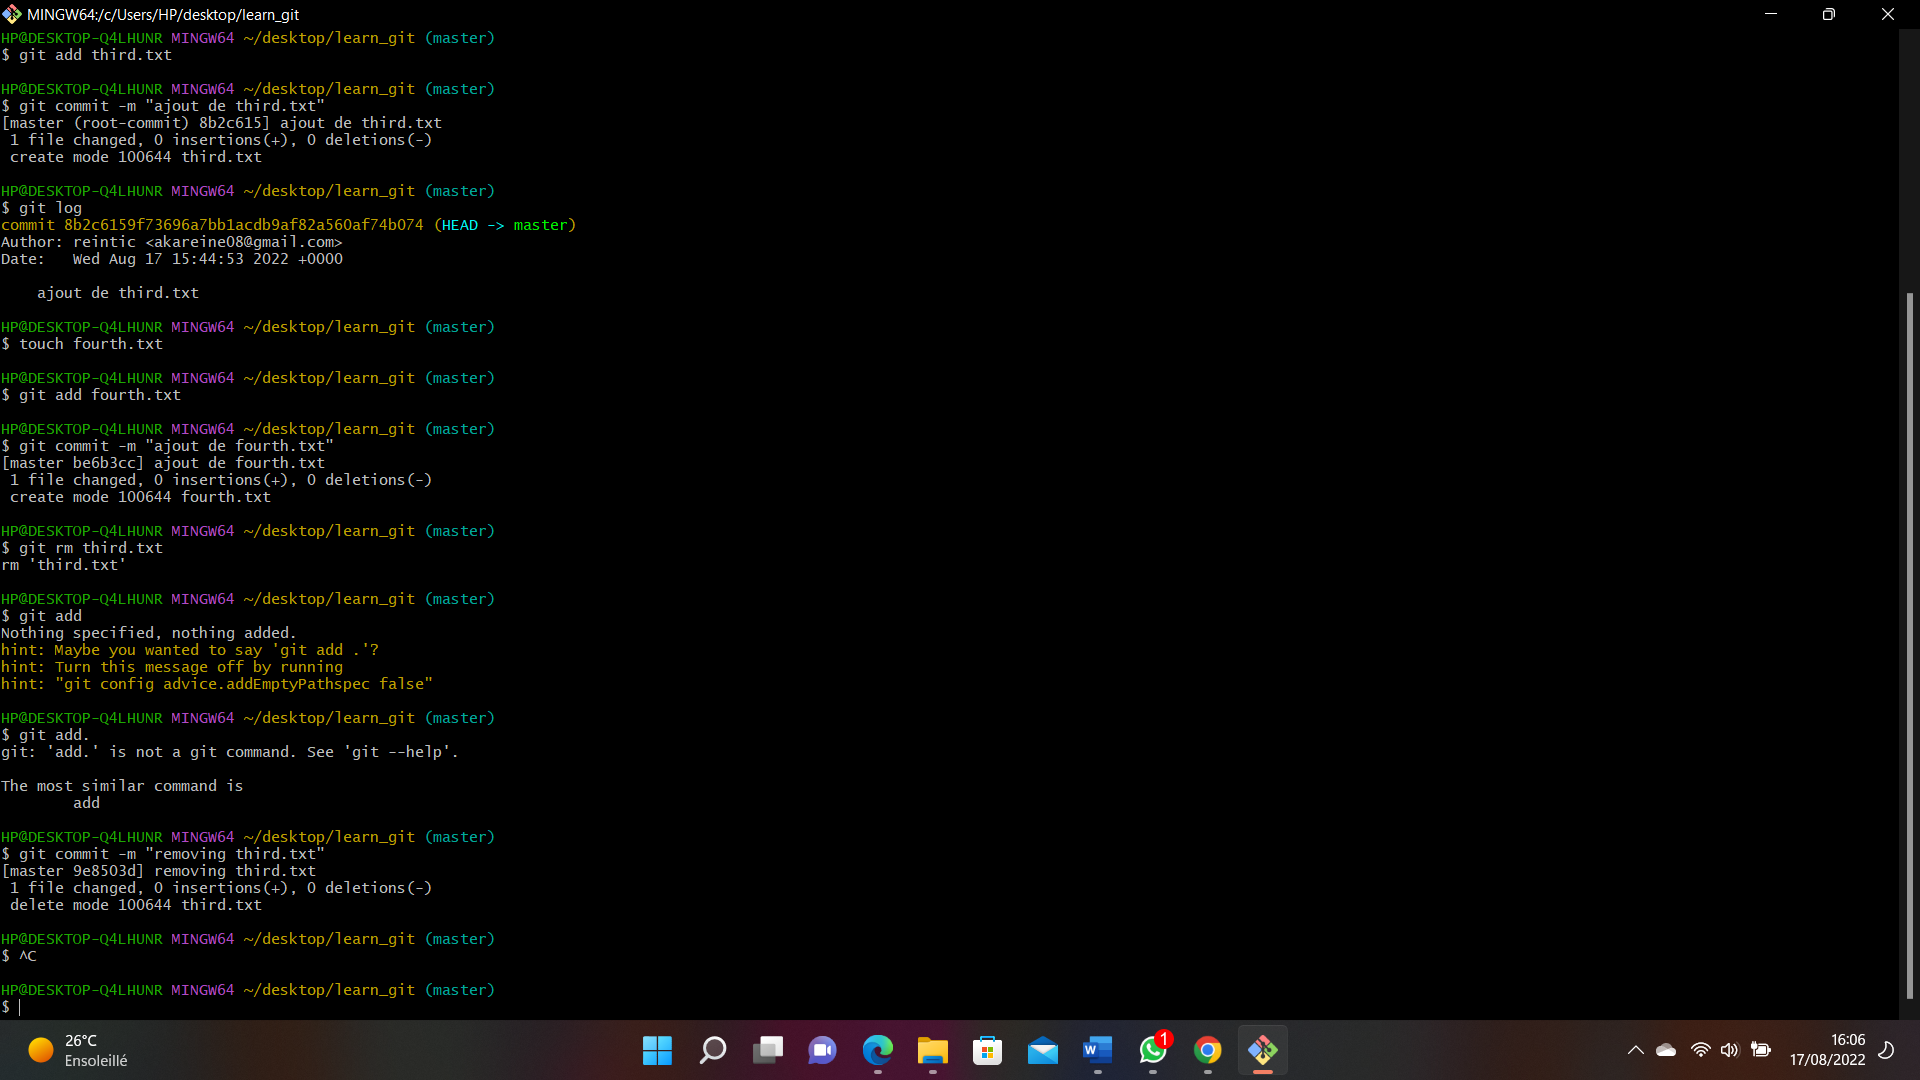 MINGW64:/c/Users/HP/desktop/learn_git
HP@DESKTOP-Q4LHUNR MINGW64 ~/desktop/learn_git (master)
$ git add third.txt
HP@DESKTOP-Q4LHUNR MINGW64 ~/desktop/learn_git (master)
$ git commit -m "ajout de third.txt"
[master (root-commit) 8b2c615] ajout de third.txt
 1 file changed, 0 insertions(+), 0 deletions(-)
 create mode 100644 third.txt
HP@DESKTOP-Q4LHUNR MINGW64 ~/desktop/learn_git (master)
$ git log
commit 8b2c6159f73696a7bb1acdb9af82a560af74b074 (HEAD -> master)
Author: reintic <akareine08@gmail.com>
Date:   Wed Aug 17 15:44:53 2022 +0000
    ajout de third.txt
HP@DESKTOP-Q4LHUNR MINGW64 ~/desktop/learn_git (master)
$ touch fourth.txt
HP@DESKTOP-Q4LHUNR MINGW64 ~/desktop/learn_git (master)
$ git add fourth.txt
HP@DESKTOP-Q4LHUNR MINGW64 ~/desktop/learn_git (master)
$ git commit -m "ajout de fourth.txt"
[master be6b3cc] ajout de fourth.txt
 1 file changed, 0 insertions(+), 0 deletions(-)
 create mode 100644 fourth.txt
HP@DESKTOP-Q4LHUNR MINGW64 ~/desktop/learn_git (master)
$ git rm third.txt
rm 'third.txt'
HP@DESKTOP-Q4LHUNR MINGW64 ~/desktop/learn_git (master)
$ git add
Nothing specified, nothing added.
hint: Maybe you wanted to say 'git add .'?
hint: Turn this message off by running
hint: "git config advice.addEmptyPathspec false"
HP@DESKTOP-Q4LHUNR MINGW64 ~/desktop/learn_git (master)
$ git add.
git: 'add.' is not a git command. See 'git --help'.
The most similar command is
        add
HP@DESKTOP-Q4LHUNR MINGW64 ~/desktop/learn_git (master)
$ git commit -m "removing third.txt"
[master 9e8503d] removing third.txt
 1 file changed, 0 insertions(+), 0 deletions(-)
 delete mode 100644 third.txt
HP@DESKTOP-Q4LHUNR MINGW64 ~/desktop/learn_git (master)
$ ^C
HP@DESKTOP-Q4LHUNR MINGW64 ~/desktop/learn_git (master)
$
26°C
Ensoleillé
W
1
16:06
17/08/2022